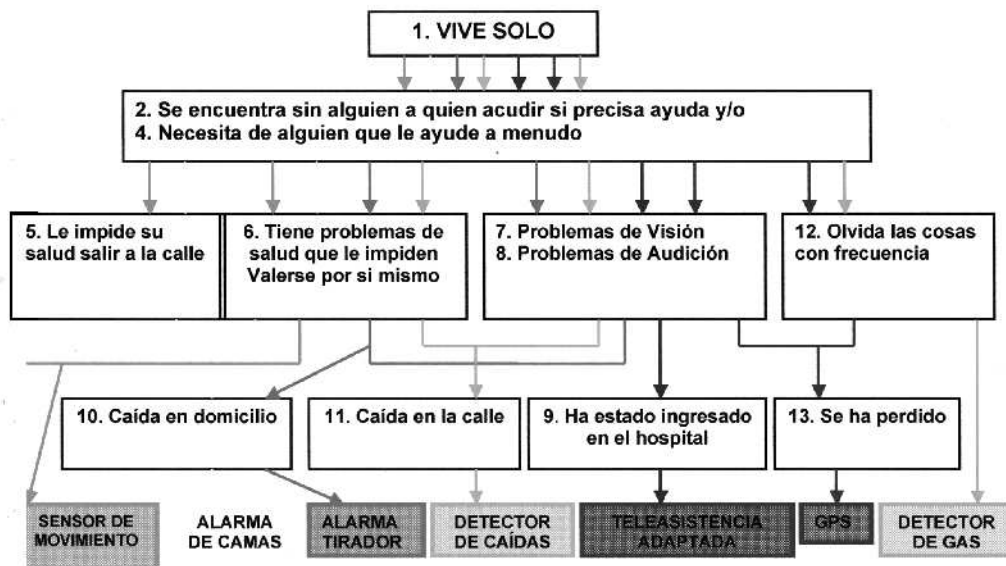 1. VIVE SOLO
2. Se encuentra sin alguien a quien acudir si precisa ayuda y/o
4. Necesita de alguien que le ayude a menudo
5. Le impide su
salud salir a la calle
6. Tiene problemas de
salud que le impiden
Valerse por si mismo
7. Problemas de Visión
8. Problemas de Audición
12. Olvida las cosas
con frecuencia
10. Caída en domicilio
11. Caída en la calle
9. Ha estado ingresado
en el hospital
13. Se ha perdido
SENSOR DE
MOVIMIENTO
ALARMA
DE CAMAS
ALARMA
TIRADOR
DETECTOR
DE CAÍDAS
TELEASISTENCIA
ADAPTADA
GPS
DETECTOR
DE GAS